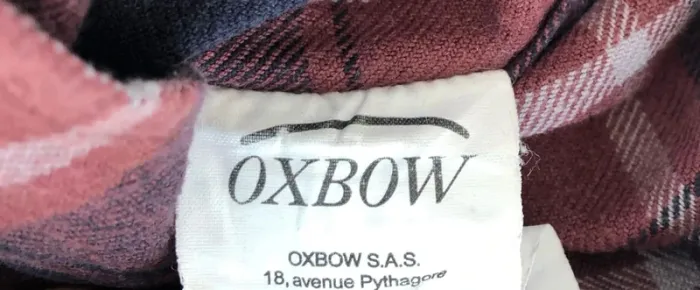 OXBOW
OXBOW S.A.S.
18, avenue Pythagore